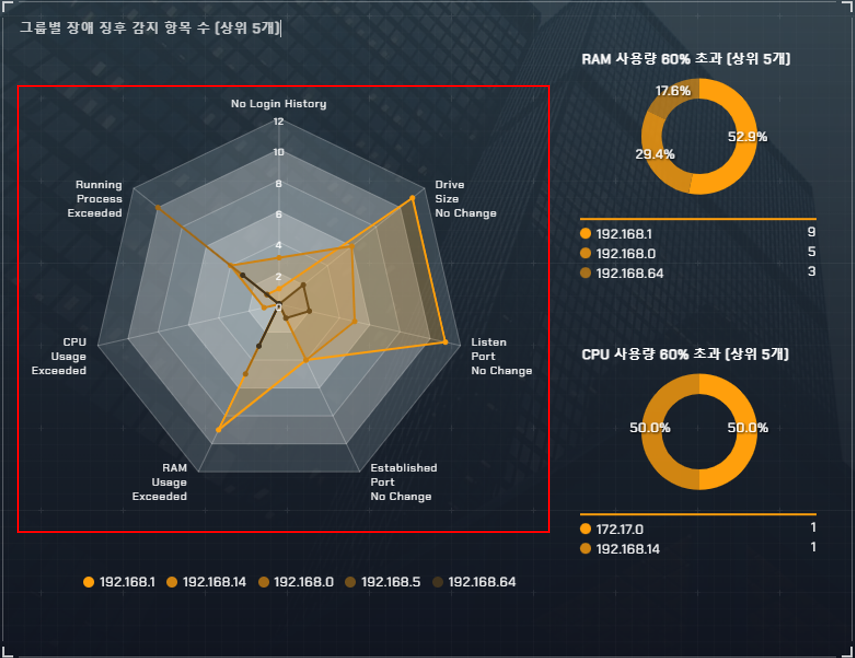 그룹별 장애 징후 감지 항목 수 (상위 5개)
No Login History
12
10
8
6
4
2
0
Drive
Size
No Change
Listen
Port
No Change
Established
Port
No Change
RAM
Usage
Exceeded
CPU
Usage
Exceeded
Running
Process
Exceeded
192.168.1 192.168.14 192.168.0 192.168.5 192.168.64
RAM 사용량 60% 초과 (상위 5개)
17.6%
52.9%
29.4%
192.168.1 9
192.168.0 5
192.168.64 3
CPU 사용량 60% 초과 (상위 5개)
50.0% 50.0%
172.17.0 1
192.168.14 1